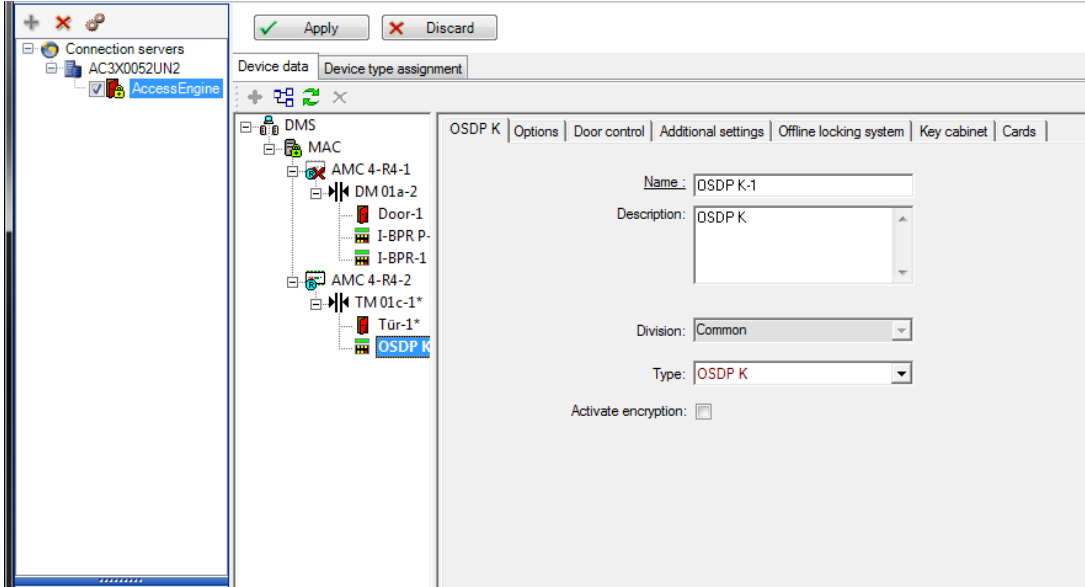 Apply
Discard
Connection servers
AC3X0052UN2
AccessEngine
Device data
Device type assignment
DMS
MAC
AMC 4-R4-1
DM 01a-2
Door-1
I-BPR P-
I-BPR-1
AMC 4-R4-2
TM 01c-1*
Tür-1*
OSDP K
OSDP K
Options
Door control
Additional settings
Offline locking system
Key cabinet
Cards
Name : OSDP K-1
Description: OSDP K
Division: Common
Type: OSDP K
Activate encryption: